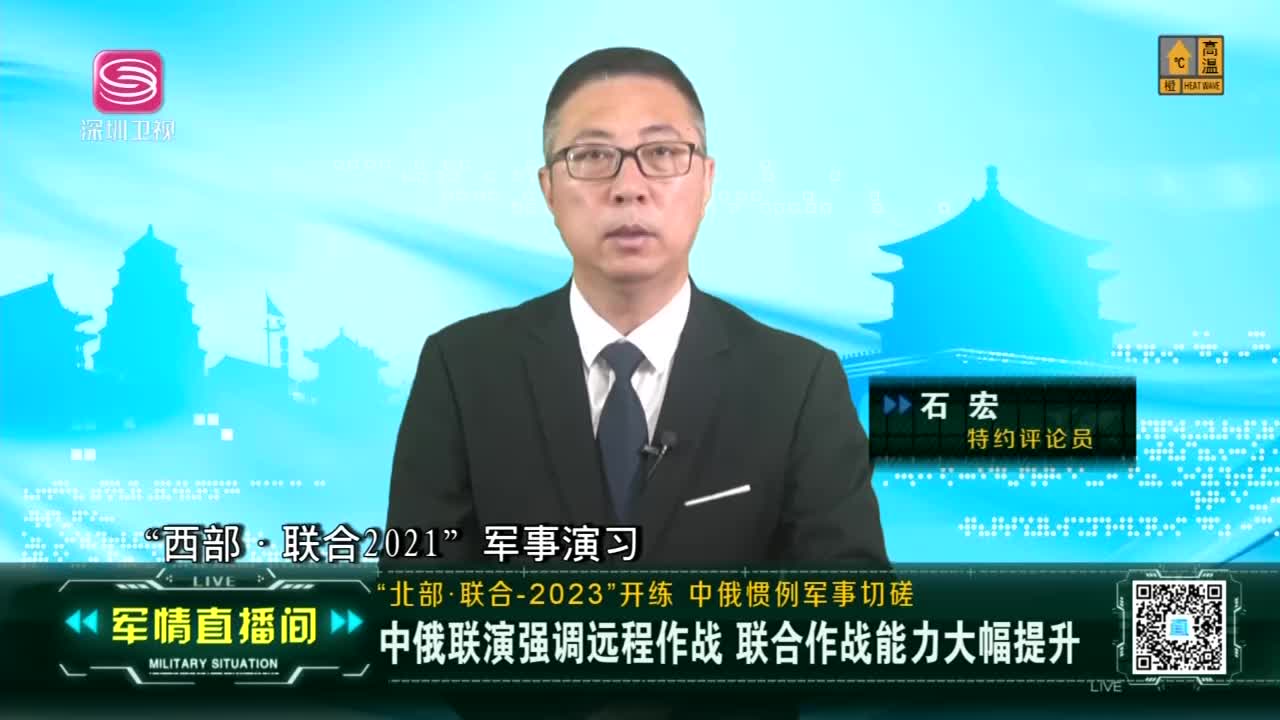 深圳卫视
高温
℃
橙 HEAT WAVE
石 宏
特约评论员
“西部·联合2021”军事演习
LIVE
军情直播间
MILITARY SITUATION
“北部·联合-2023”开练 中俄惯例军事切磋
中俄联演强调远程作战 联合作战能力大幅提升
LIVE